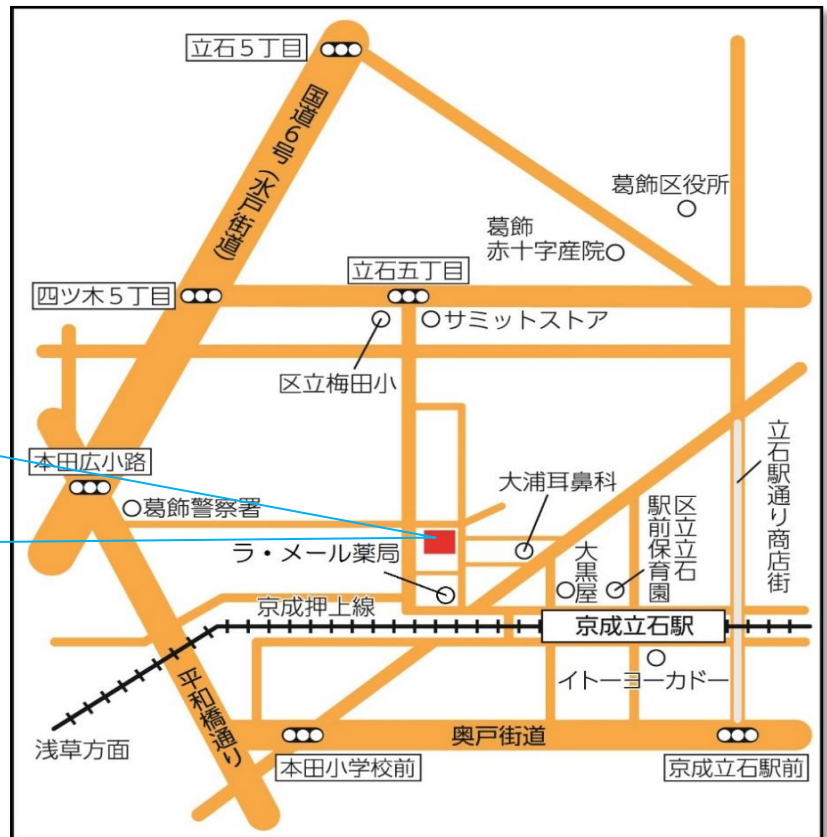 立石５丁目
国道６号（水戸街道）
葛飾区役所
葛飾
赤十字産院
四ツ木５丁目
立石五丁目
サミットストア
区立梅田小
本田広小路
葛飾警察署
大浦耳鼻科
立石駅通り商店街
ラ・メール薬局
大黒屋
区立立石
駅前保育園
京成押上線
京成立石駅
イトーヨーカドー
平和橋通り
浅草方面
奥戸街道
本田小学校前
京成立石駅前